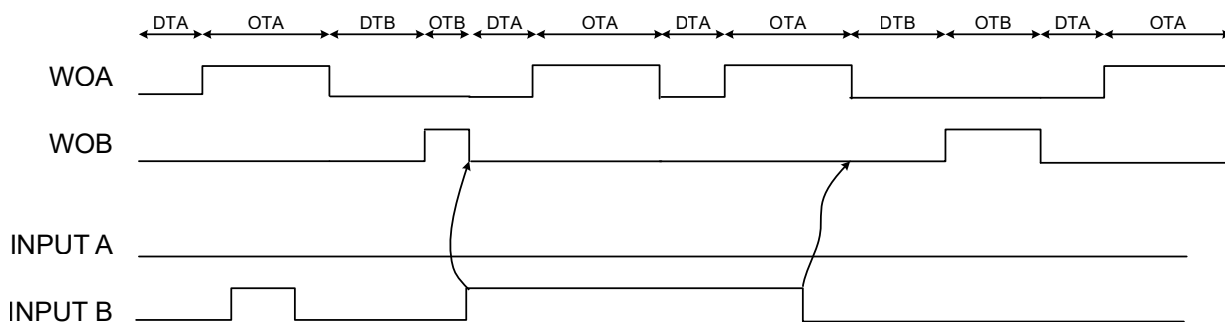 DTA OTA DTB OTB DTA OTA DTA OTA DTB OTB DTA OTA
WOA
WOB
INPUT A
INPUT B